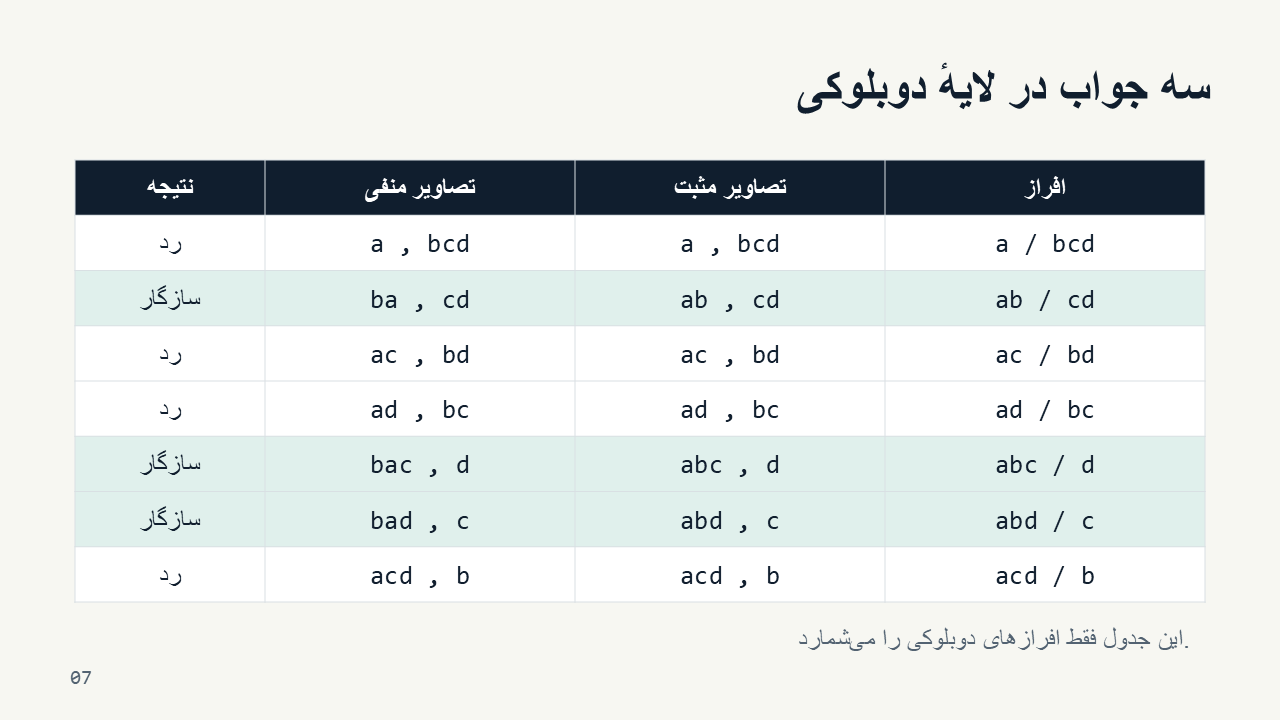 سه جواب در لایهٔ دوبلوکی
افراز تصاویر مثبت تصاویر منفی نتیجه
a / bcd a , bcd a , bcd رد
ab / cd ab , cd ba , cd سازگار
ac / bd ac , bd ac , bd رد
ad / bc ad , bc ad , bc رد
abc / d abc , d bac , d سازگار
abd / c abd , c bad , c سازگار
acd / b acd , b acd , b رد
این جدول فقط افرازهای دوبلوکی را می‌شمارد.
07